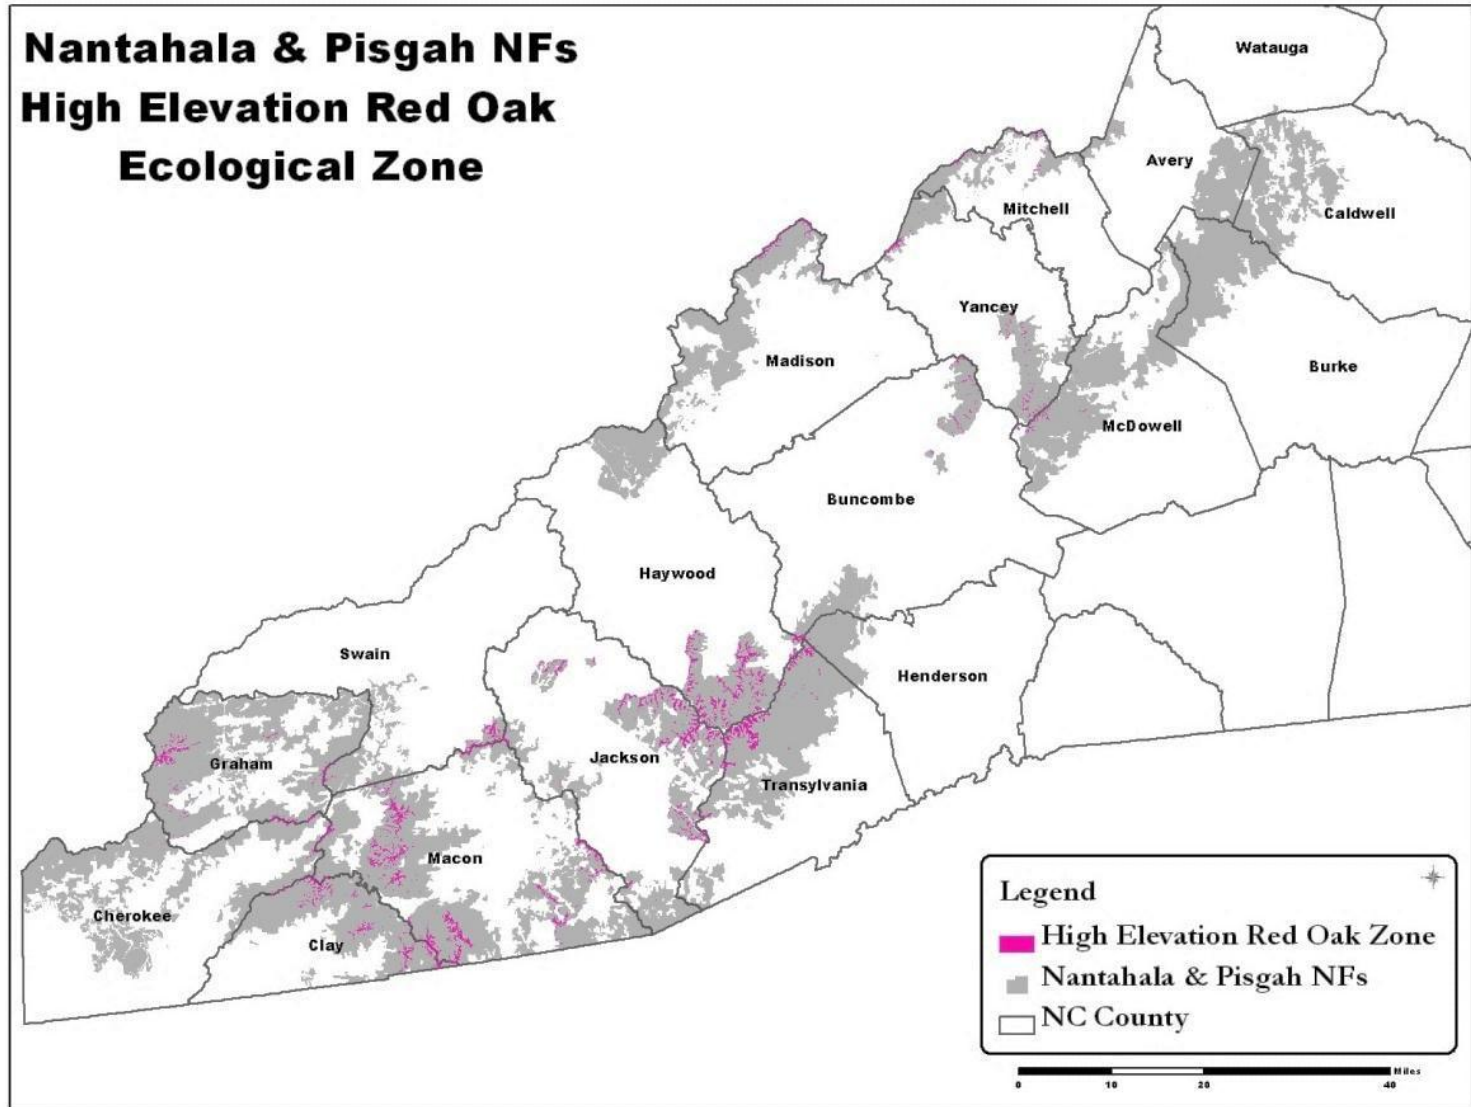 Nantahala & Pisgah NFs
High Elevation Red Oak
Ecological Zone
Watauga
Avery
Mitchell
Caldwell
Yancey
Madison
Burke
McDowell
Buncombe
Haywood
Swain
Henderson
Graham
Jackson
Transylvania
Macon
Cherokee
Clay
Legend
High Elevation Red Oak Zone
Nantahala & Pisgah NFs
NC County
Miles
0 10 20 40